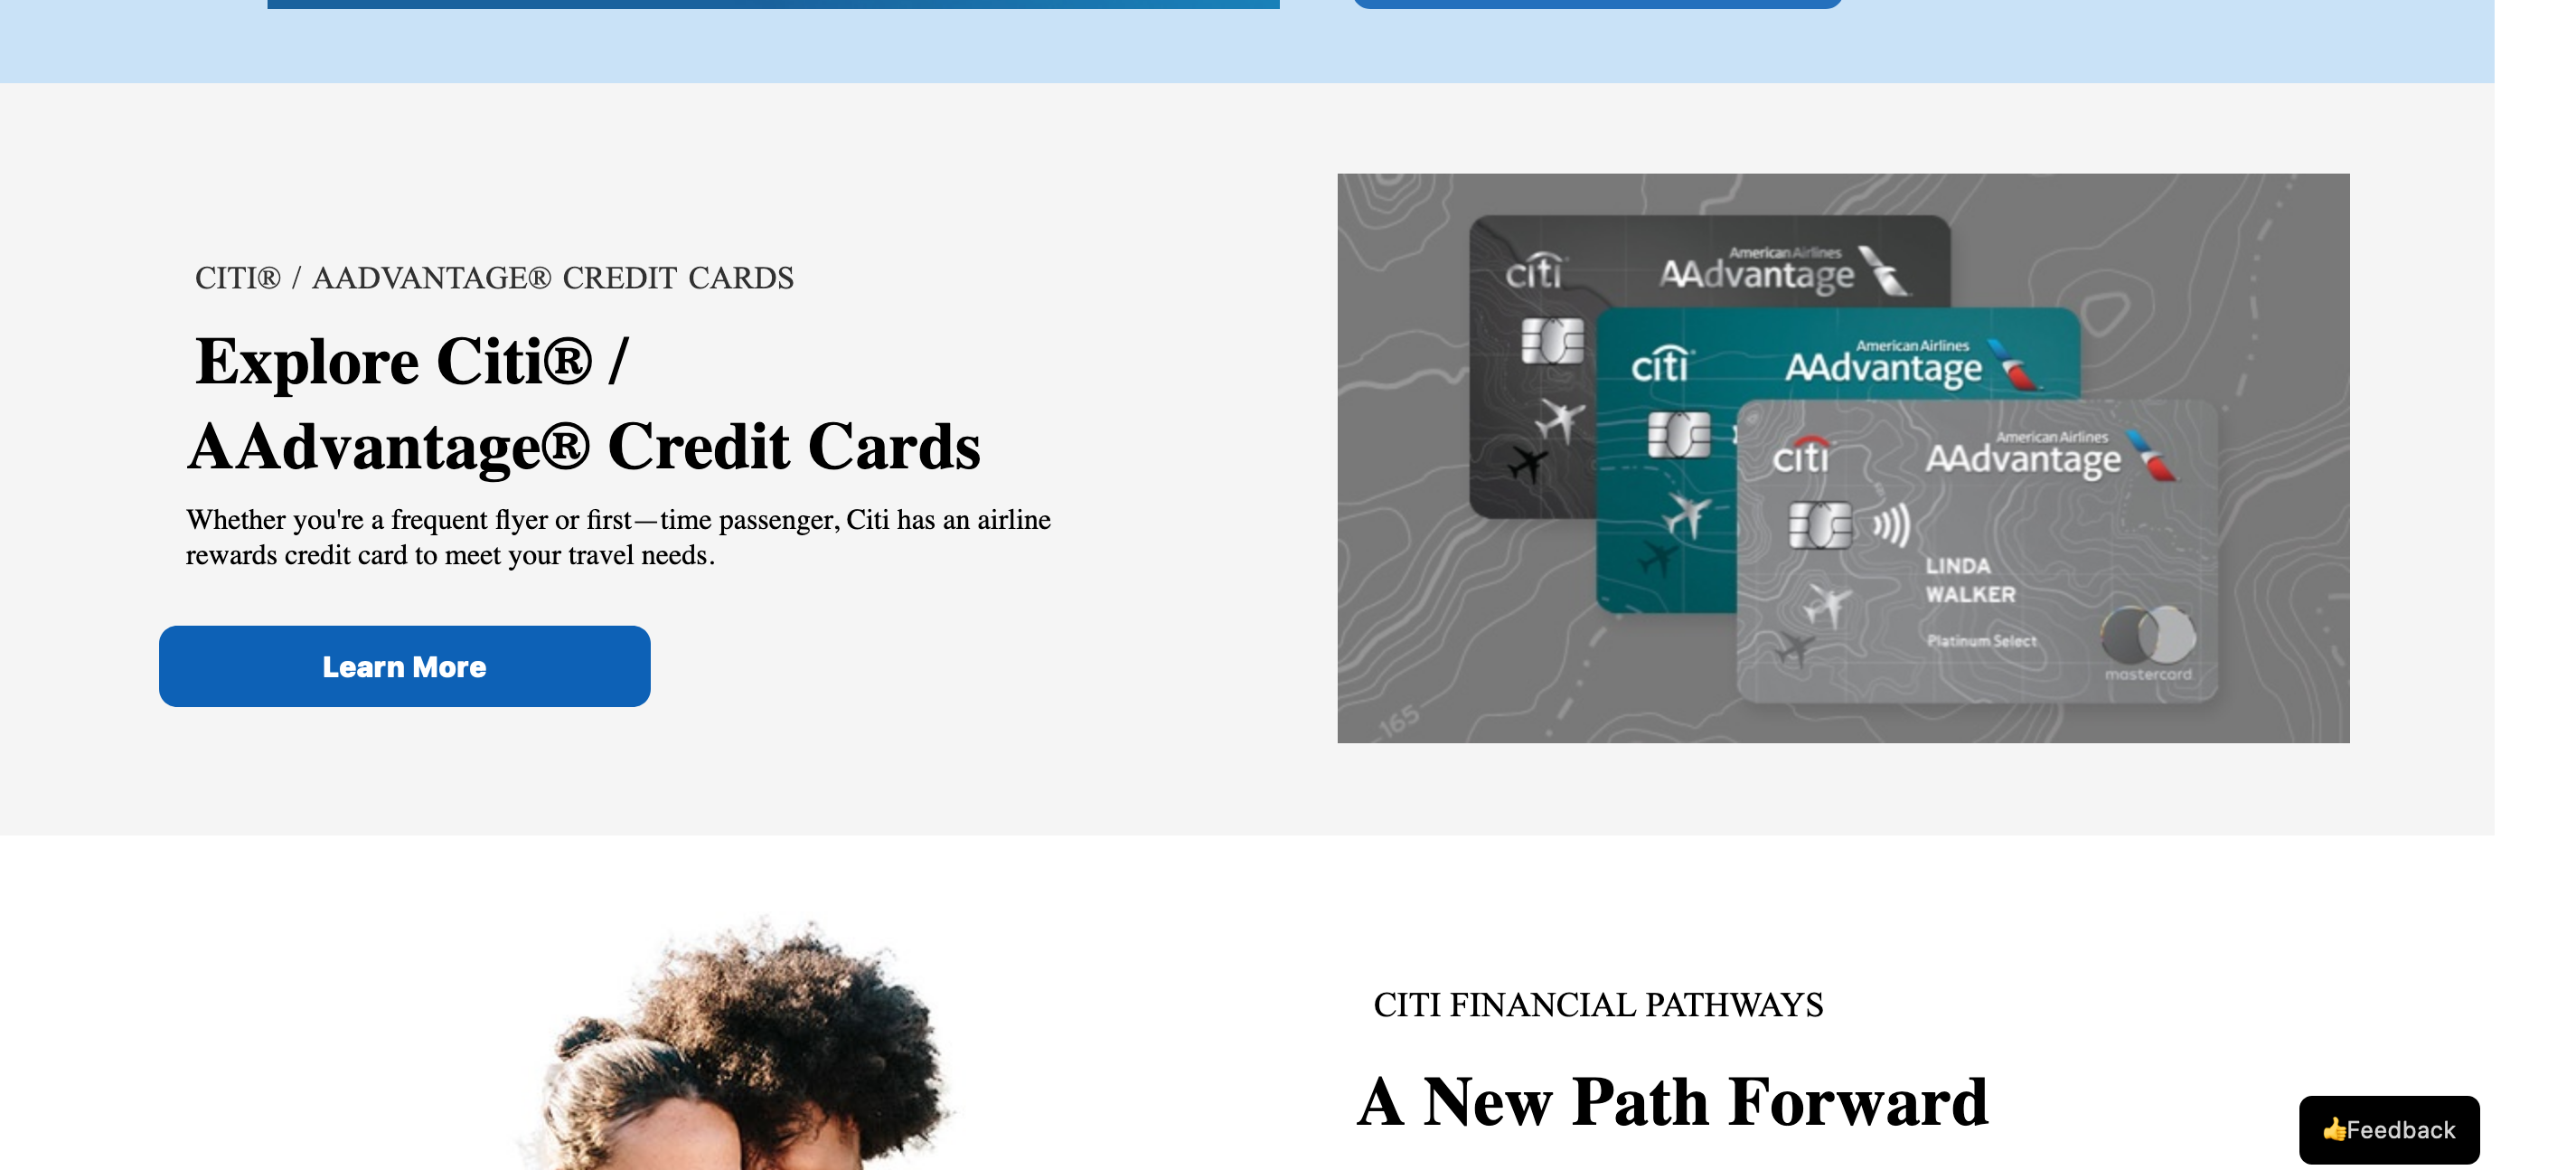 CITI® / AADVANTAGE® CREDIT CARDS
Explore Citi® /
AAdvantage® Credit Cards
Whether you're a frequent flyer or first—time passenger, Citi has an airline
rewards credit card to meet your travel needs.
Learn More
citi
American Airlines
AAdvantage
citi
American Airlines
AAdvantage
citi
American Airlines
AAdvantage
LINDA
WALKER
Platinum Select
mastercard
165
CITI FINANCIAL PATHWAYS
A New Path Forward
👍Feedback